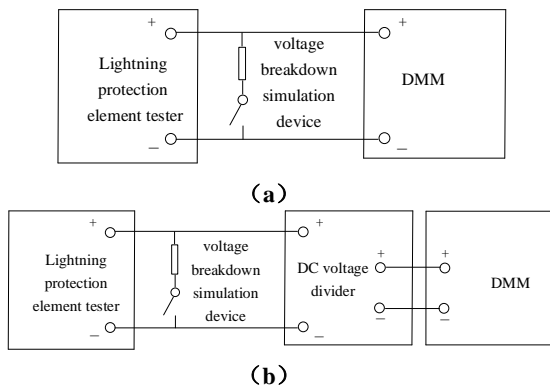 +
voltage
+
Lightning
breakdown
protection
simulation
DMM
element tester
device
—
—
(a)
+
voltage
+
Lightning
breakdown
DC voltage
+
+
protection
simulation
divider
DMM
element tester
device
—
—
—
—
(b)